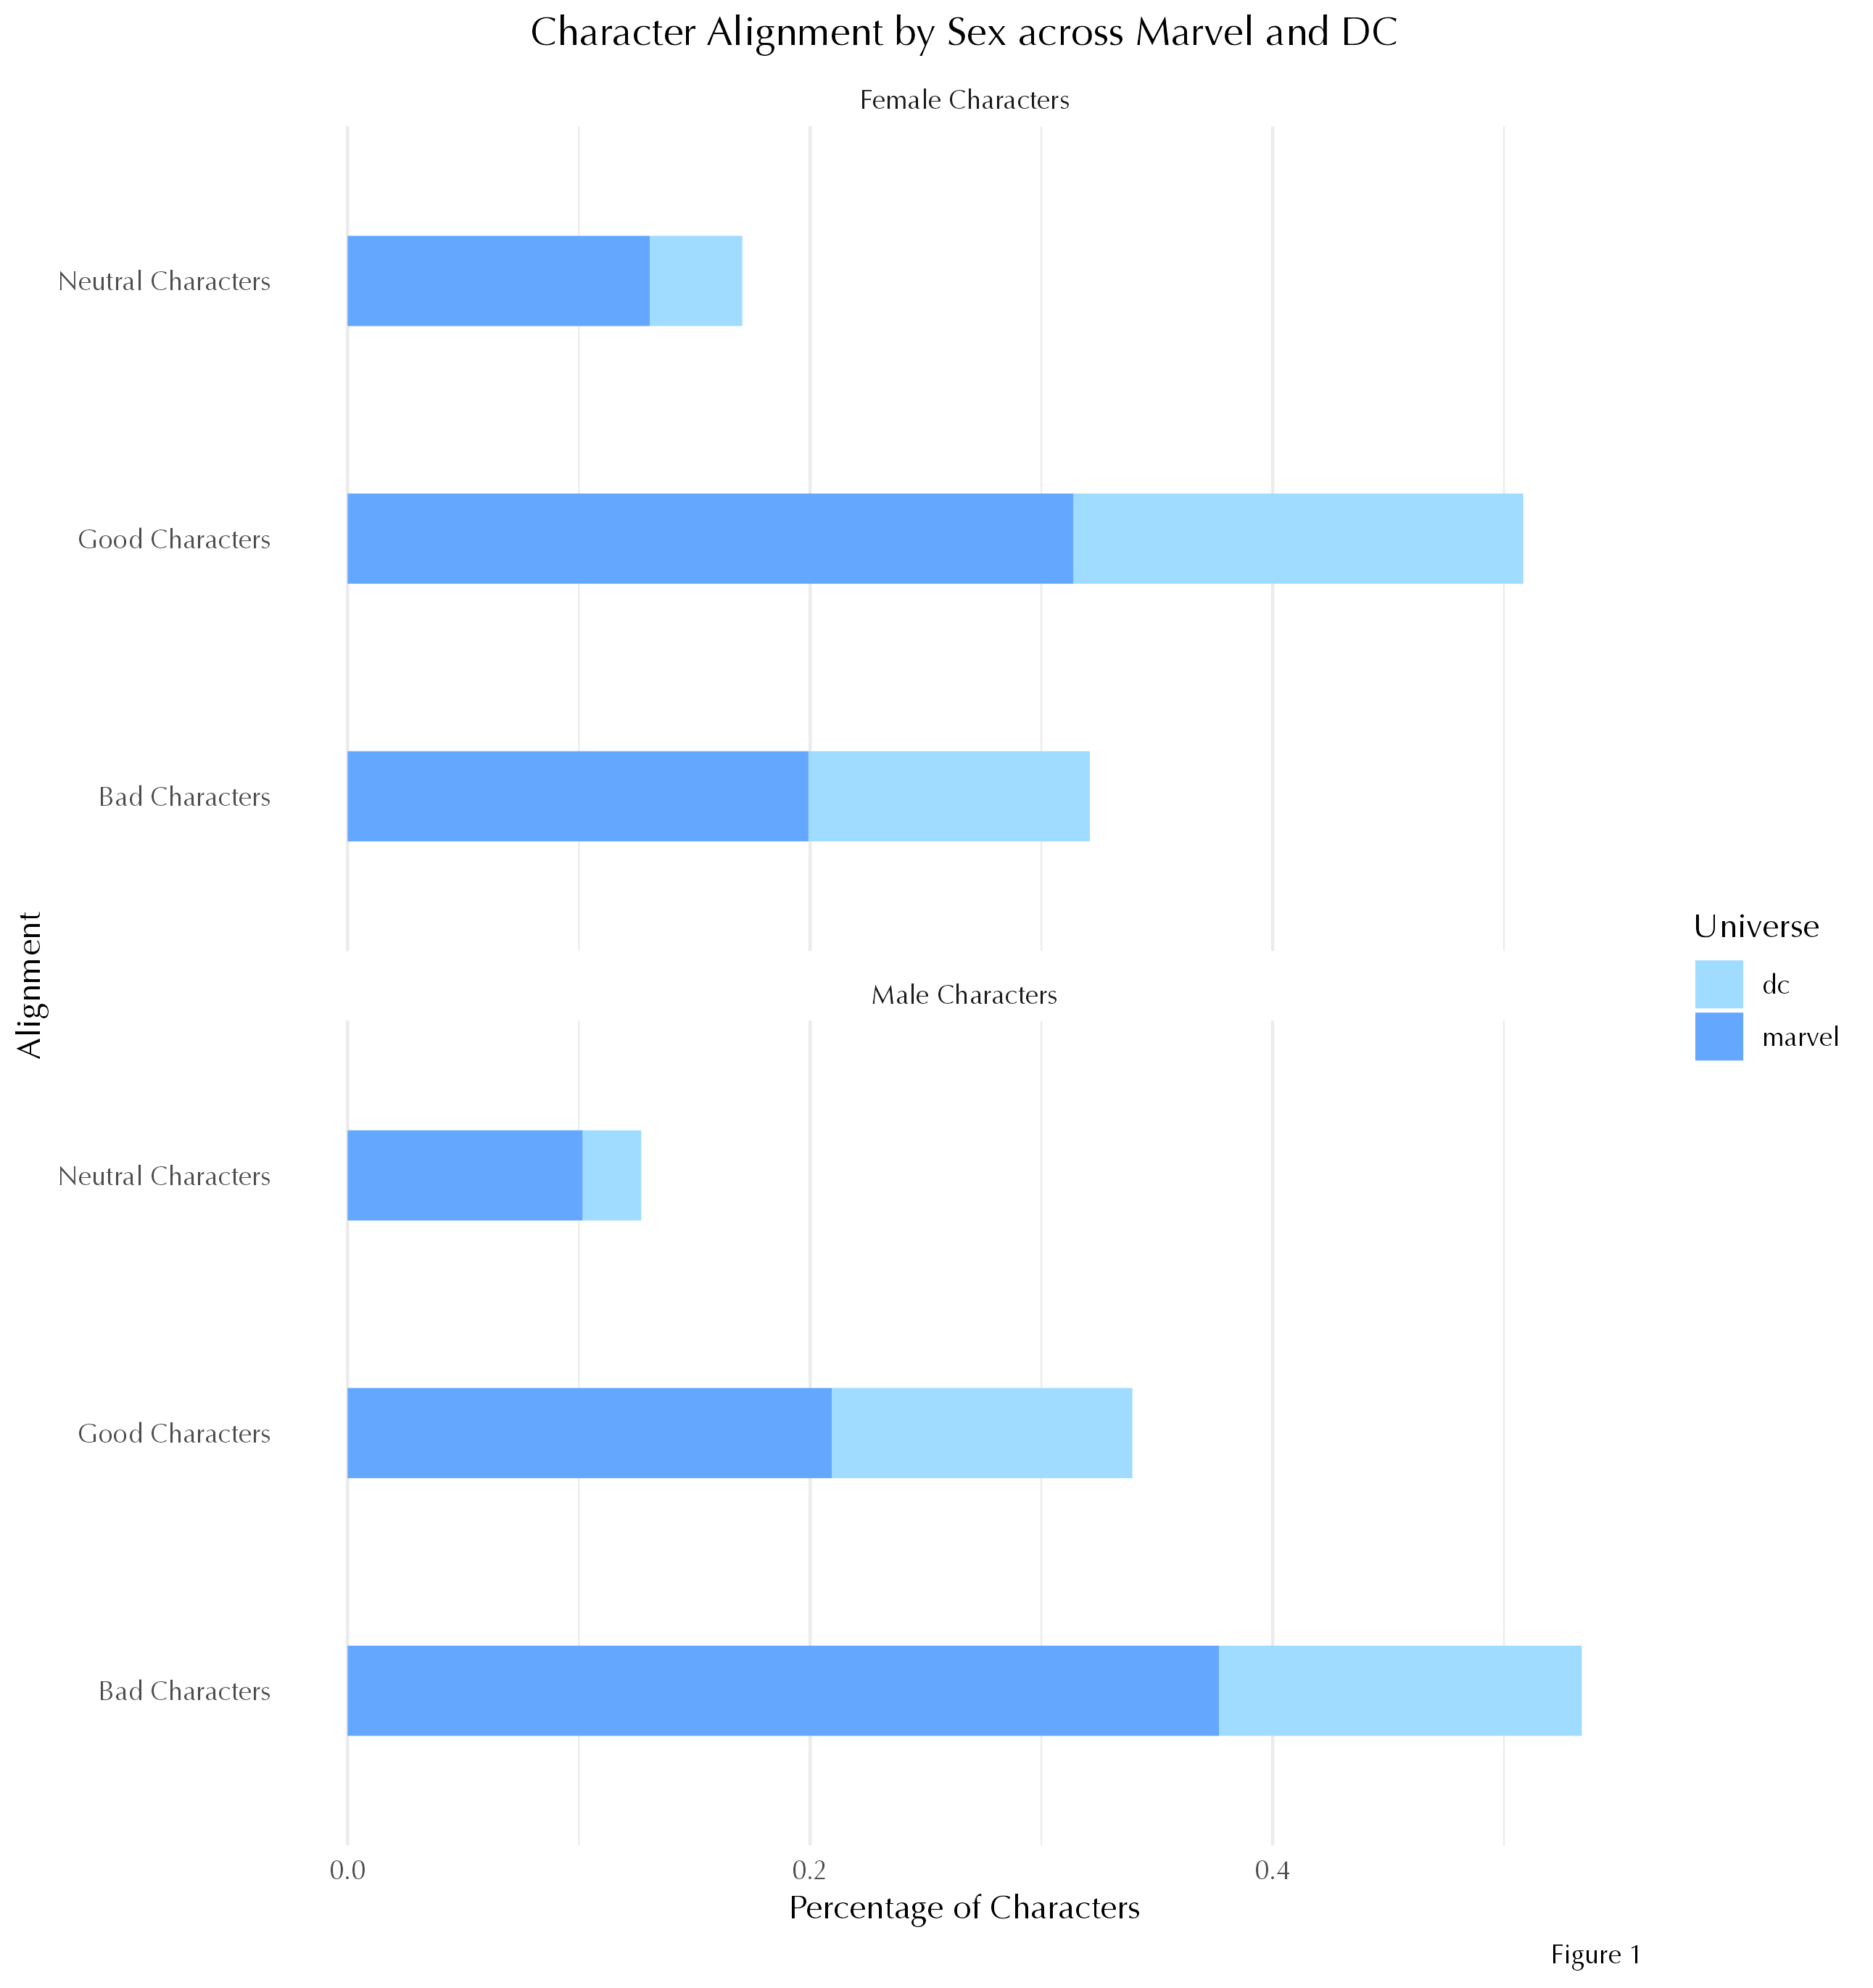 Character Alignment by Sex across Marvel and DC
Female Characters
Neutral Characters
Good Characters
Bad Characters
Alignment
Male Characters
Neutral Characters
Good Characters
Bad Characters
0.0 0.2 0.4
Percentage of Characters
Universe
dc
marvel
Figure 1